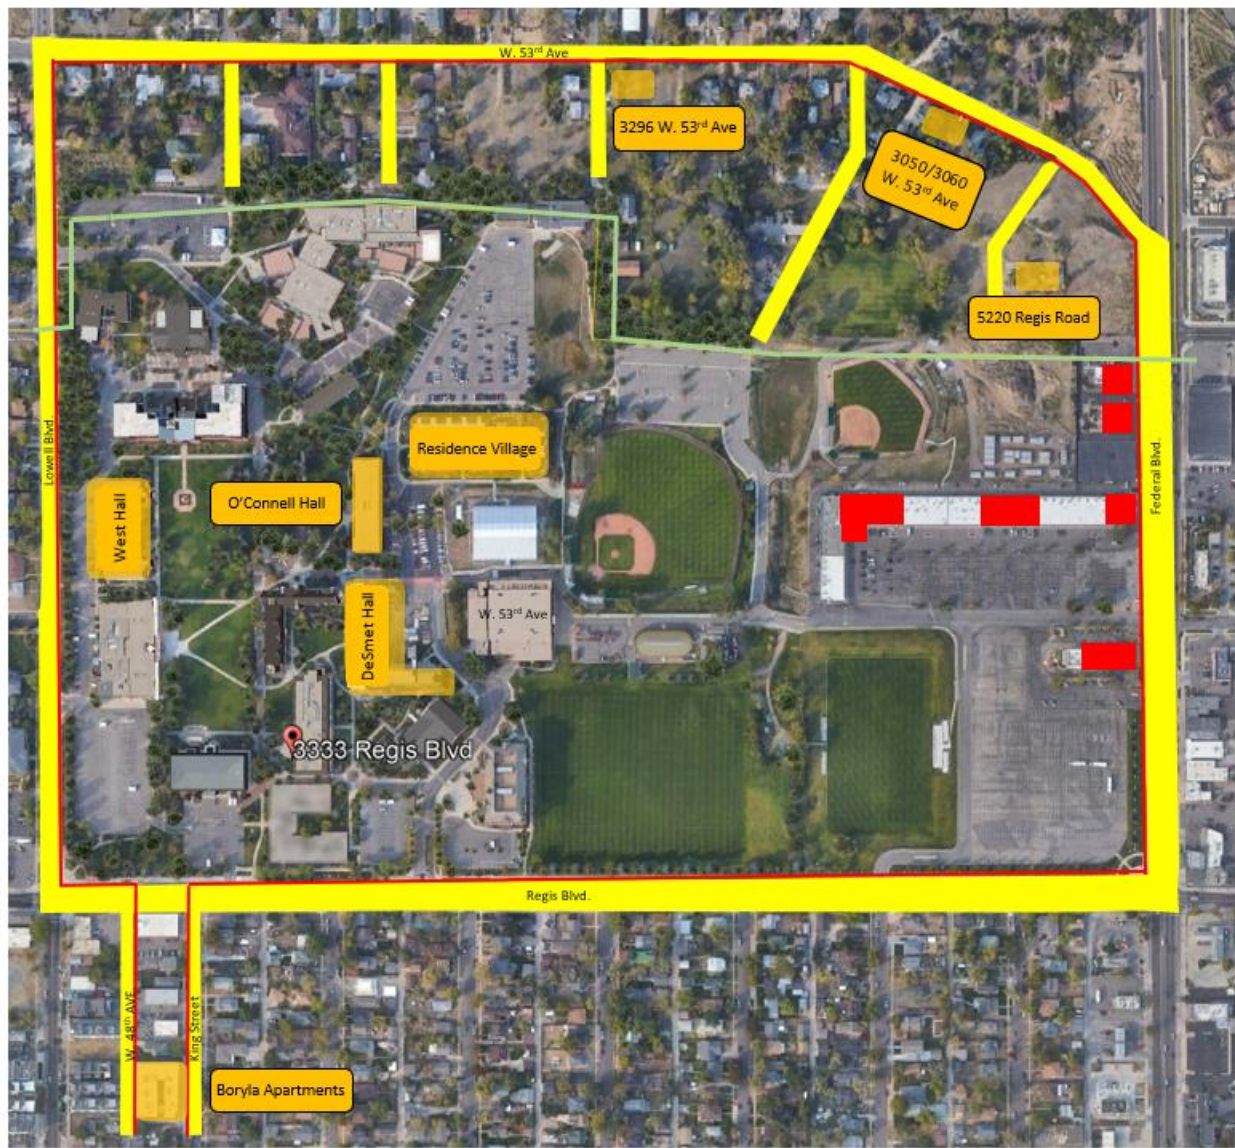 W. 53rd Ave
3296 W. 53rd Ave
3050/3060
W. 53rd Ave
5220 Regis Road
Lowell Blvd.
Residence Village
Federal Blvd.
West Hall
O'Connell Hall
DeSmet Hall
W. 53rd Ave
3333 Regis Blvd
Regis Blvd.
W. 48th AVE
King Street
Boryla Apartments